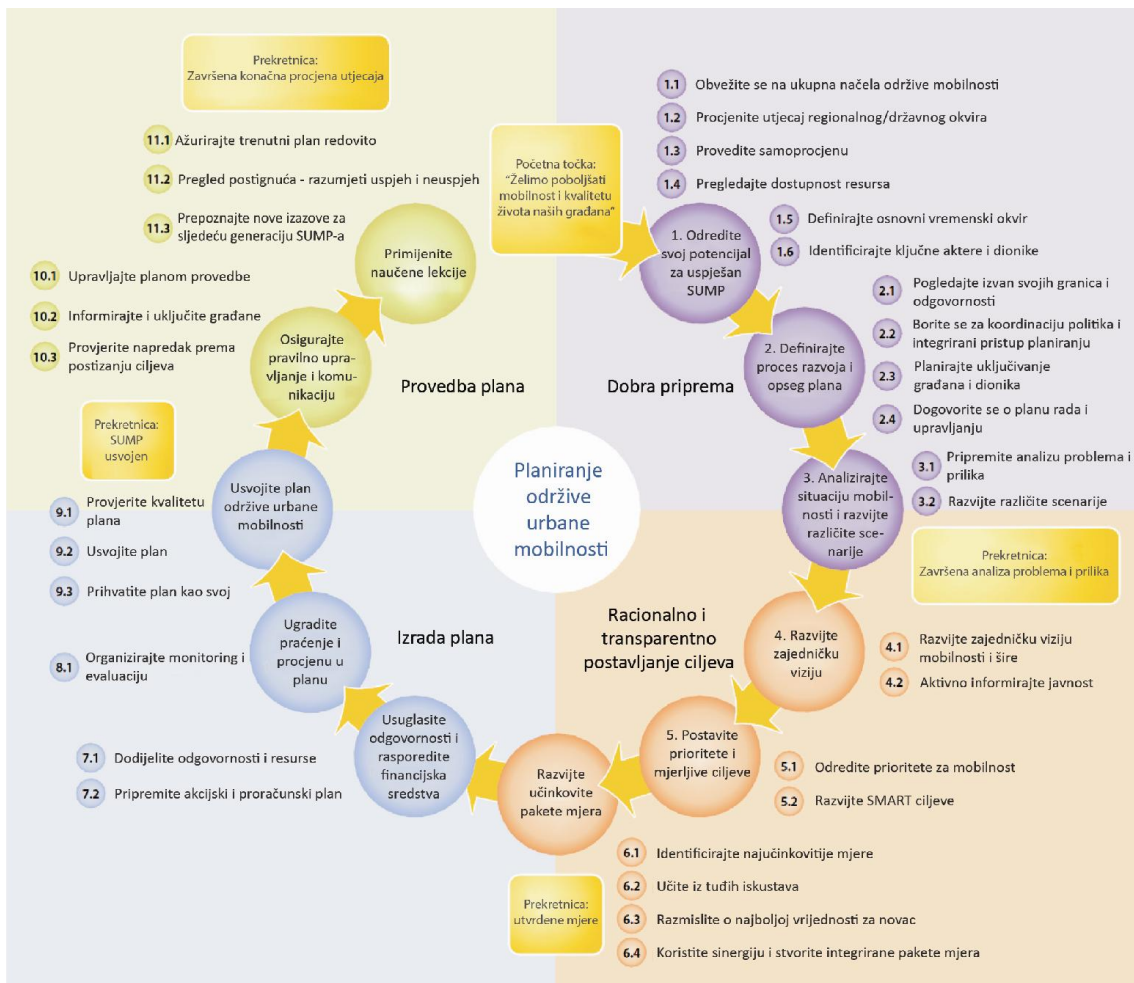 Početna točka:
“Želimo poboljšati
mobilnost i kvalitetu
života naših građana”
1.1 Obvežite se na ukupna načela održive mobilnosti
1.2 Procjenite utjecaj regionalnog/državnog okvira
1.3 Provedite samoprocjenu
1.4 Pregledajte dostupnost resursa
1.5 Definirajte osnovni vremenski okvir
1.6 Identificirajte ključne aktere i dionike
1. Odredite
svoj potencijal
za uspješan
SUMP
2.1 Pogledajte izvan svojih granica i
odgovornosti
2.2 Borite se za koordinaciju politika i
integrirani pristup planiranju
2.3 Planirajte uključivanje
građana i dionika
2.4 Dogovorite se o planu rada i
upravljanju
2. Definirajte
proces razvoja i
opseg plana
Dobra priprema
3.1 Pripremite analizu problema i
prilika
3.2 Razvijte različite scenarije
3. Analizirajte
situaciju mobil-
nosti i razvijte
različite sce-
narije
Prekretnica:
Završena analiza problema i prilika
Racionalno i
transparentno
postavljanje ciljeva
4. Razvijte
zajedničku
viziju
4.1 Razvijte zajedničku viziju
mobilnosti i šire
4.2 Aktivno informirajte javnost
5. Postavite
prioritete i
mjerljive ciljeve
5.1 Odredite prioritete za mobilnost
5.2 Razvijte SMART ciljeve
Razvijte
učinkovite
pakete mjera
6.1 Identificirajte najučinkovitije mjere
6.2 Učite iz tuđih iskustava
6.3 Razmislite o najboljoj vrijednosti za novac
6.4 Koristite sinergiju i stvorite integrirane pakete mjera
Prekretnica:
utvrđene mjere
Usuglasite
odgovornosti i
rasporedite
financijska
sredstva
7.1 Dodijelite odgovornosti i resurse
7.2 Pripremite akcijski i proračunski plan
Izrada plana
Ugradite
praćenje i
procjenu u
planu
8.1 Organizirajte monitoring i
evaluaciju
Usvojite plan
održive urbane
mobilnosti
9.1 Provjerite kvalitetu
plana
9.2 Usvojite plan
9.3 Prihvatite plan kao svoj
Prekretnica:
SUMP
usvojen
Provedba plana
Osigurajte
pravilno upra-
vljanje i komu-
nikaciju
10.1 Upravljajte planom provedbe
10.2 Informirajte i uključite građane
10.3 Provjerite napredak prema
postizanju ciljeva
Primijenite
naučene lekcije
11.1 Ažurirajte trenutni plan redovito
11.2 Pregled postignuća - razumjeti uspjeh i neuspjeh
11.3 Prepoznajte nove izazove za
sljedeću generaciju SUMP-a
Prekretnica:
Završena konačna procjena utjecaja
Planiranje
održive
urbane
mobilnosti